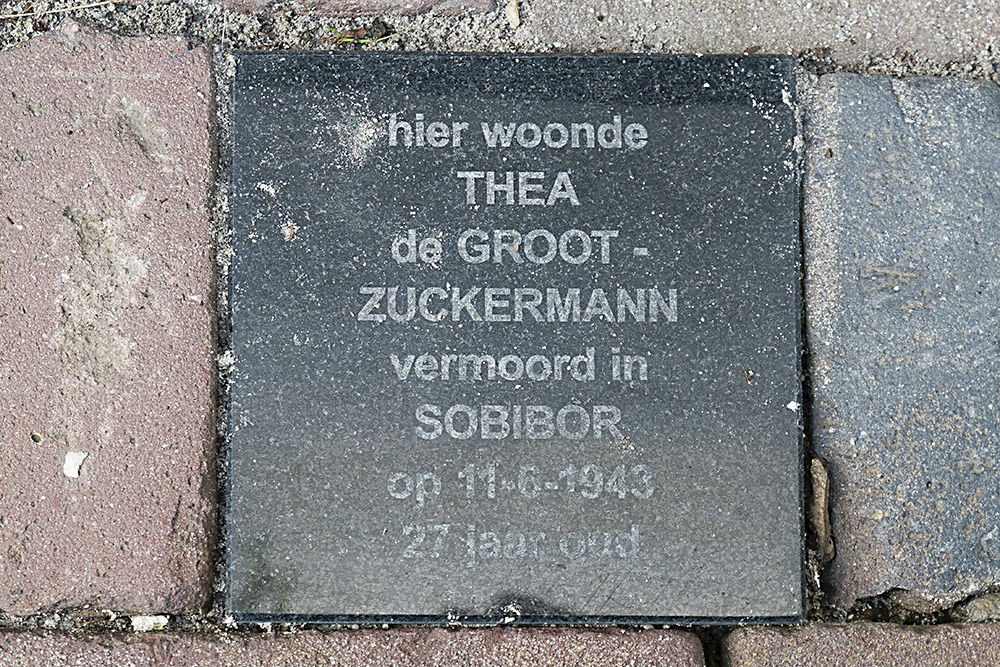 hier woonde
THEA
de GROOT -
ZUCKERMANN
vermoord in
SOBIBOR
op 11-6-1943
27 jaar oud